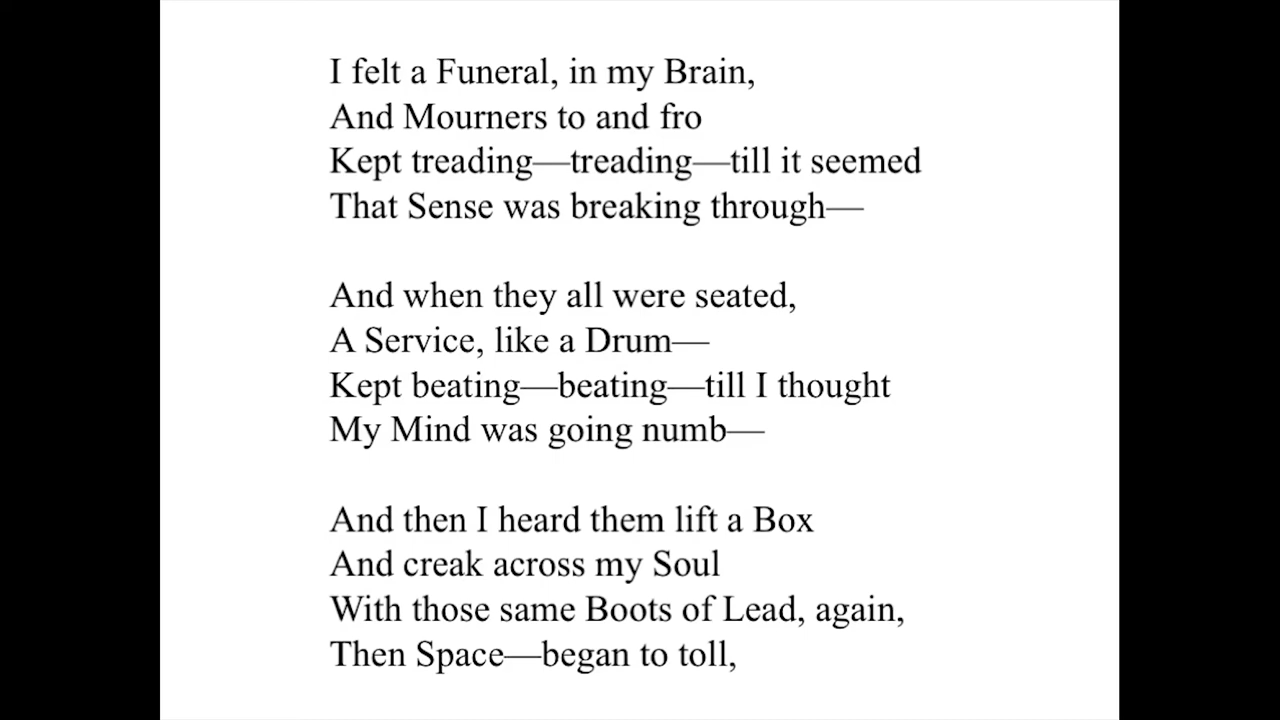 I felt a Funeral, in my Brain,
And Mourners to and fro
Kept treading—treading—till it seemed
That Sense was breaking through—

And when they all were seated,
A Service, like a Drum—
Kept beating—beating—till I thought
My Mind was going numb—

And then I heard them lift a Box
And creak across my Soul
With those same Boots of Lead, again,
Then Space—began to toll,